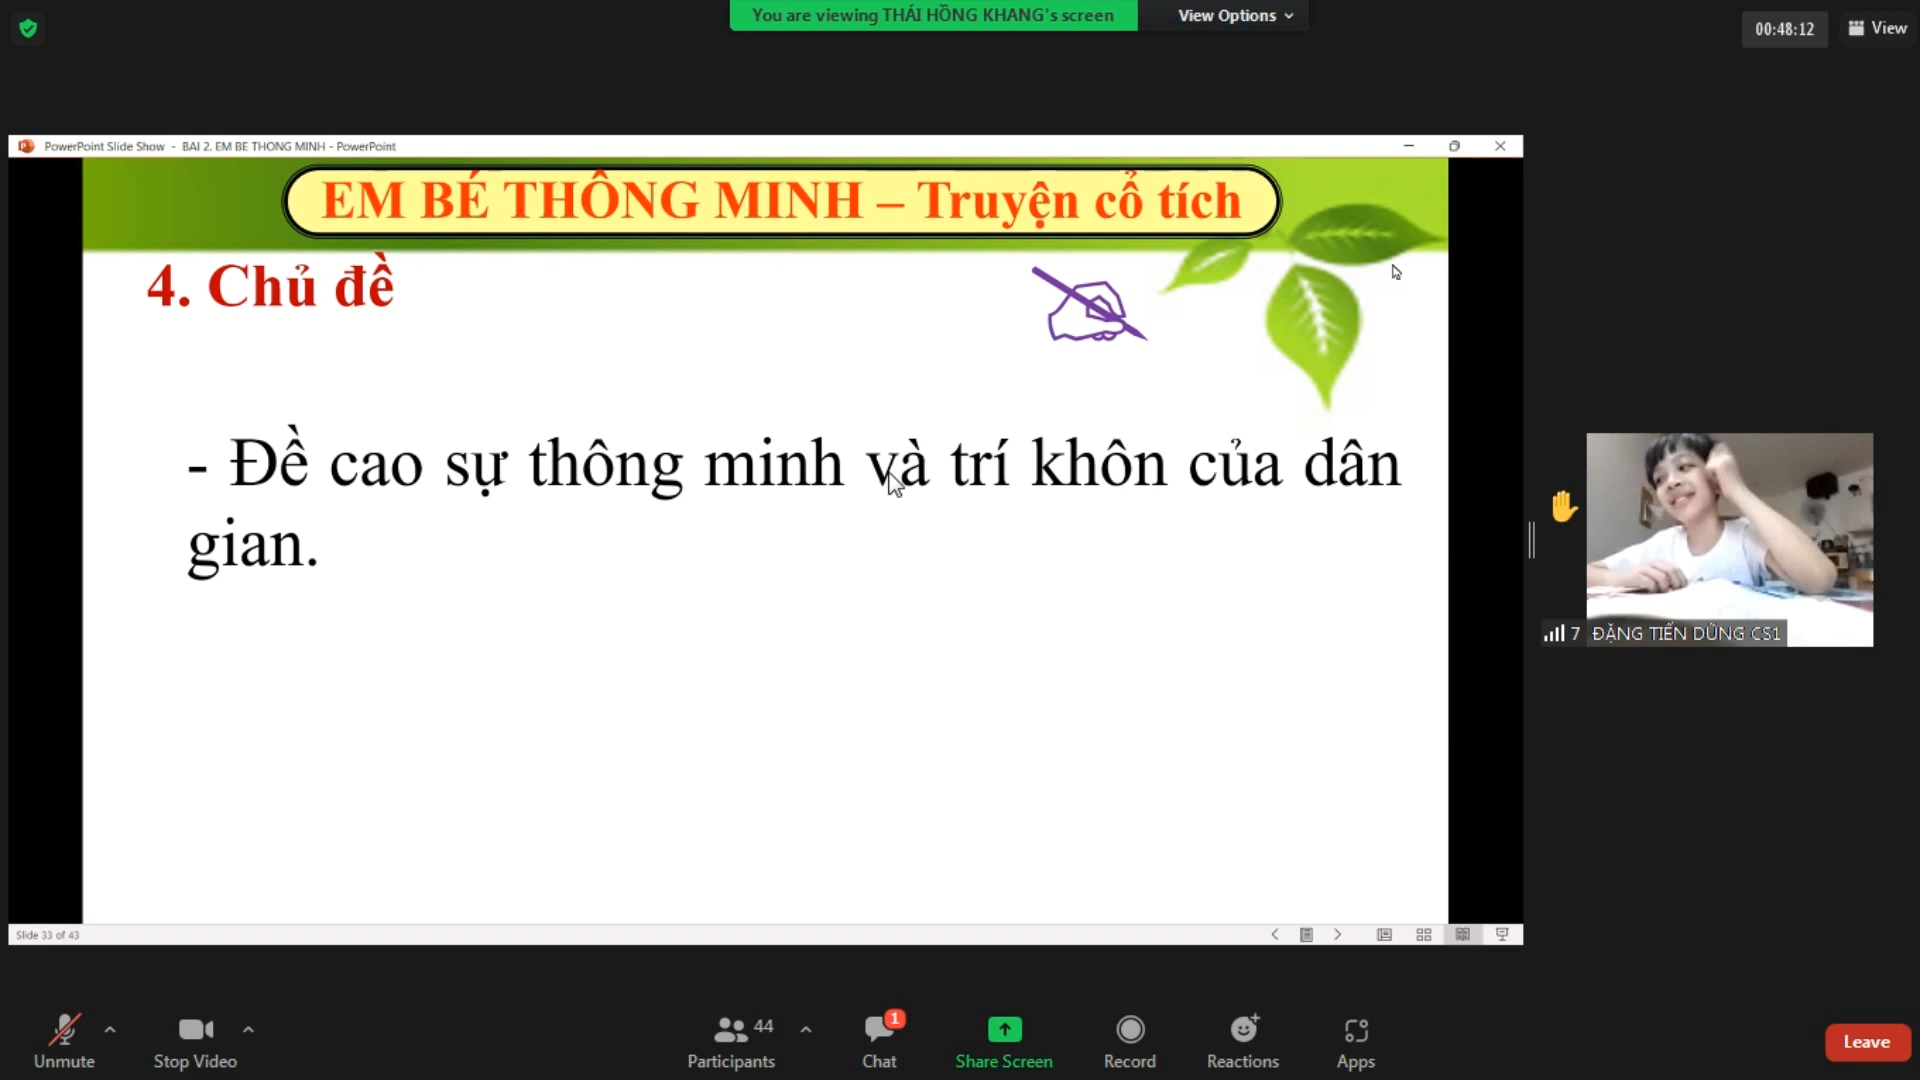 You are viewing THÁI HỒNG KHANG's screen
View Options
00:48:12
View
PowerPoint Slide Show - BAI 2. EM BE THONG MINH - PowerPoint
EM BÉ THÔNG MINH – Truyện cổ tích
4. Chủ đề
- Đề cao sự thông minh và trí khôn của dân
gian.
7 ĐẶNG TIẾN DŨNG CS1
Slide 33 of 43
Unmute
Stop Video
44
Participants
1
Chat
Share Screen
Record
Reactions
Apps
Leave